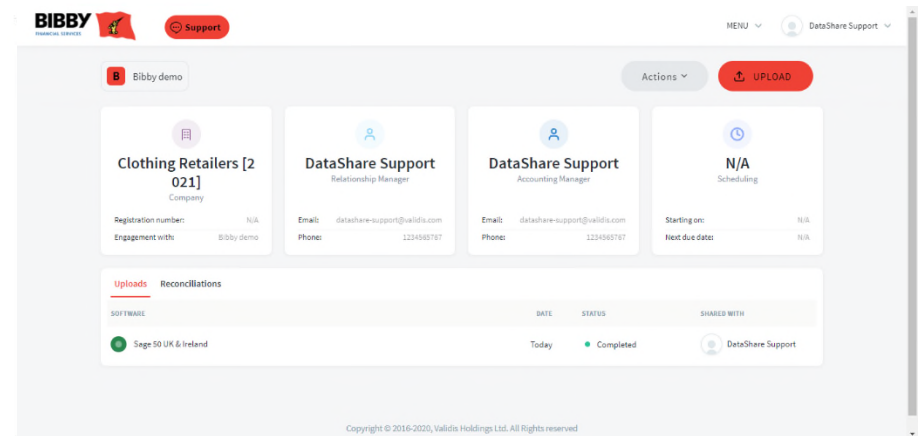 BIBBY
FINANCIAL SERVICES
Support
MENU
DataShare Support
B Bibby demo
Actions
UPLOAD
Clothing Retailers [2
021]
Company
Registration number: N/A
Engagement with: Bibby demo
DataShare Support
Relationship Manager
Email: datashare-support@validis.com
Phone: 1234565767
DataShare Support
Accounting Manager
Email: datashare-support@validis.com
Phone: 1234565767
N/A
Scheduling
Starting on: N/A
Next due date: N/A
Uploads Reconciliations
SOFTWARE DATE STATUS SHARED WITH
Sage 50 UK & Ireland Today Completed DataShare Support
Copyright © 2016-2020, Validis Holdings Ltd. All Rights reserved